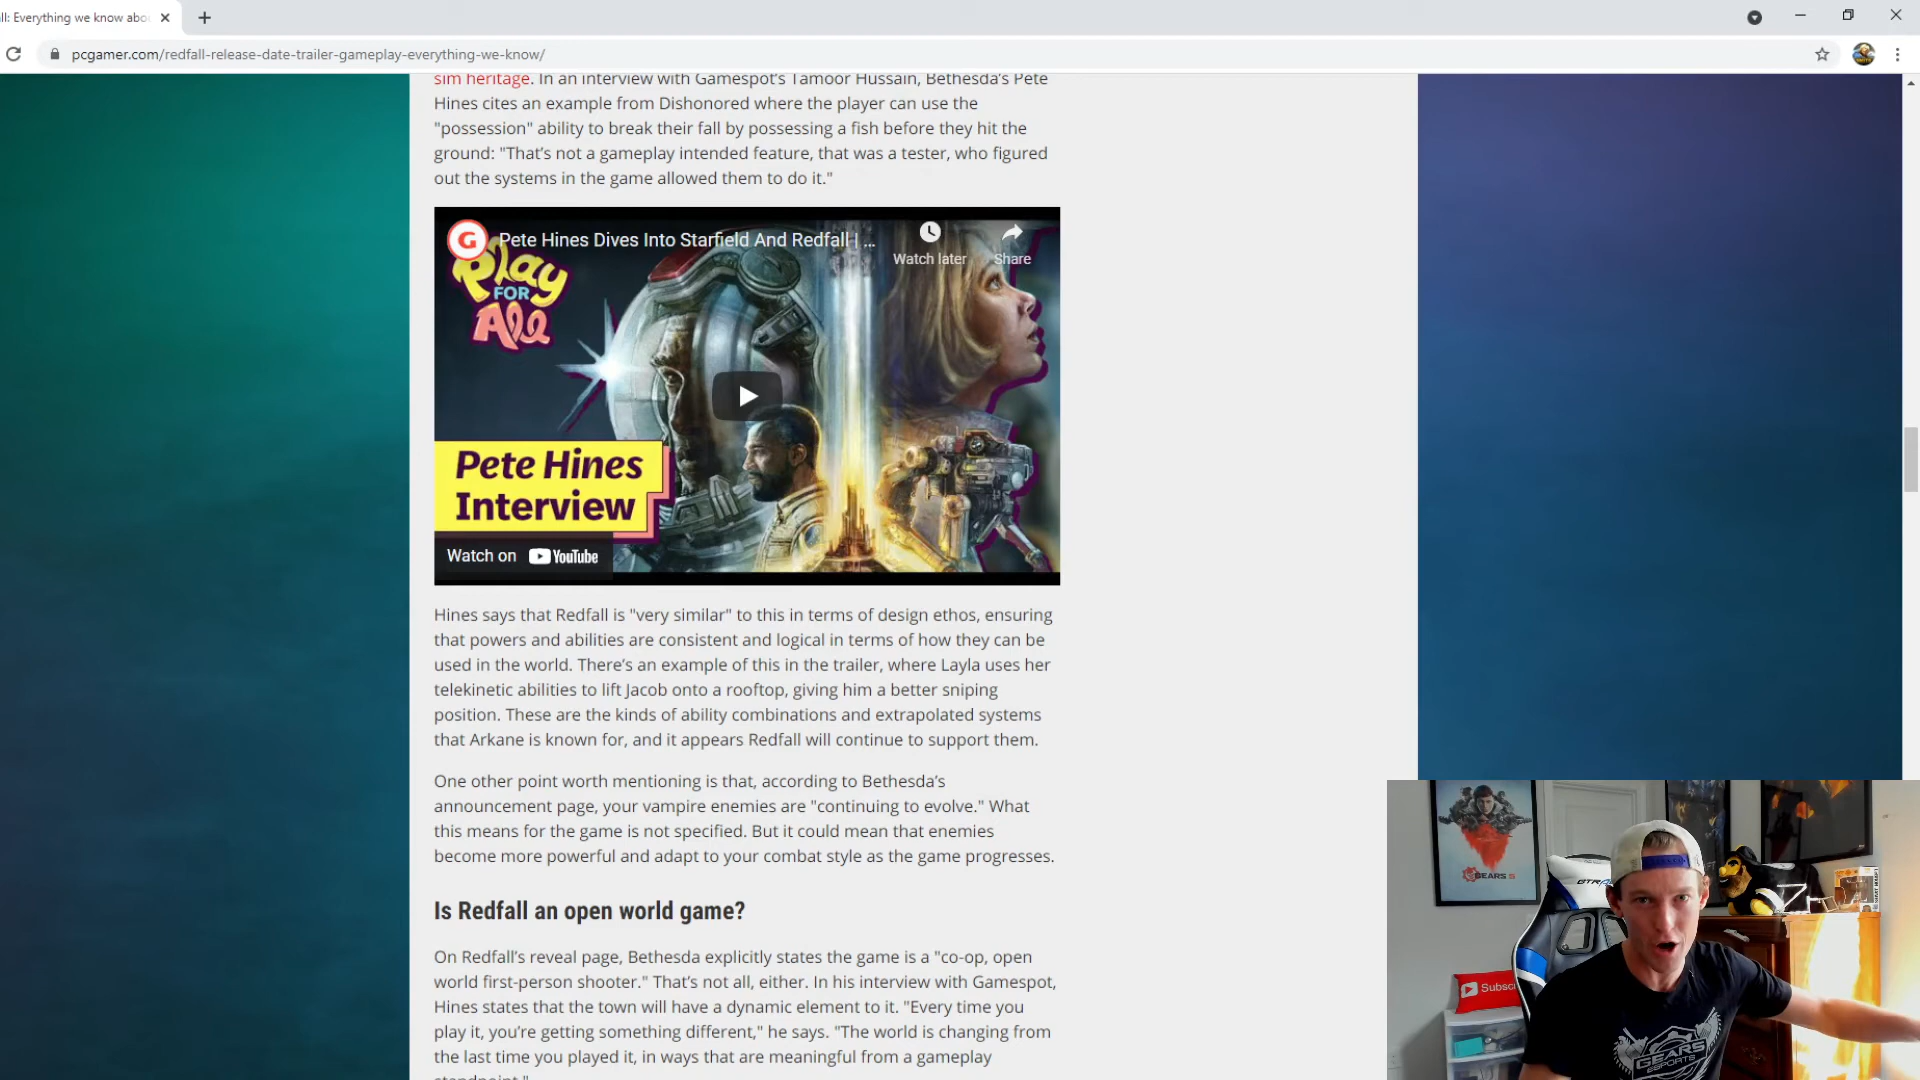 ll: Everything we know abou
pcgamer.com/redfall-release-date-trailer-gameplay-everything-we-know/
sim heritage. In an interview with Gamespot's Tamoor Hussain, Bethesda's Pete
Hines cites an example from Dishonored where the player can use the
"possession" ability to break their fall by possessing a fish before they hit the
ground: "That's not a gameplay intended feature, that was a tester, who figured
out the systems in the game allowed them to do it."
G
Pete Hines Dives Into Starfield And Redfall | ...
Watch later
Share
Play
FOR
All
Pete Hines
Interview
Watch on YouTube
Hines says that Redfall is "very similar" to this in terms of design ethos, ensuring
that powers and abilities are consistent and logical in terms of how they can be
used in the world. There's an example of this in the trailer, where Layla uses her
telekinetic abilities to lift Jacob onto a rooftop, giving him a better sniping
position. These are the kinds of ability combinations and extrapolated systems
that Arkane is known for, and it appears Redfall will continue to support them.
One other point worth mentioning is that, according to Bethesda's
announcement page, your vampire enemies are "continuing to evolve." What
this means for the game is not specified. But it could mean that enemies
become more powerful and adapt to your combat style as the game progresses.
Is Redfall an open world game?
On Redfall's reveal page, Bethesda explicitly states the game is a "co-op, open
world first-person shooter." That's not all, either. In his interview with Gamespot,
Hines states that the town will have a dynamic element to it. "Every time you
play it, you're getting something different," he says. "The world is changing from
the last time you played it, in ways that are meaningful from a gameplay
standpoint."
GEARS 5
GTRA
Subsc
GEARS
ESPORTS